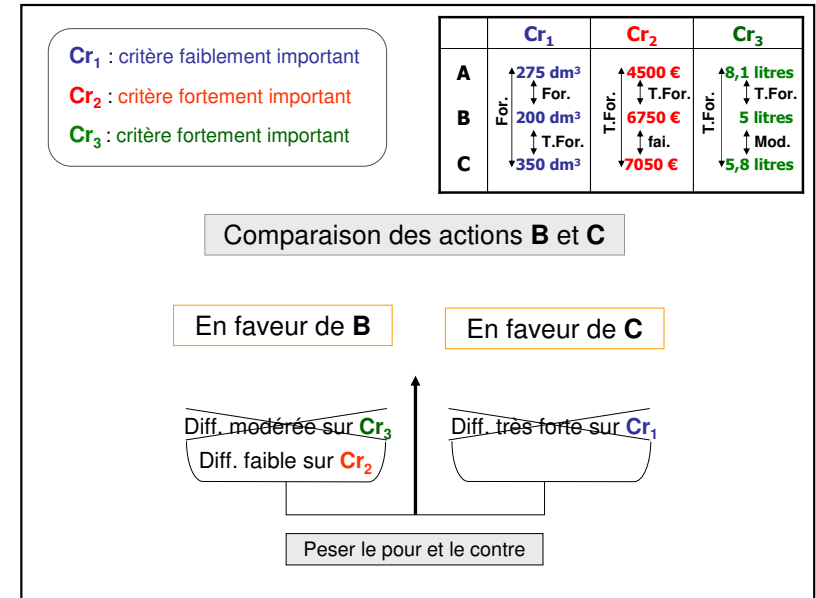 Cr1 : critère faiblement important
Cr2 : critère fortement important
Cr3 : critère fortement important
Cr1 Cr2 Cr3
A 275 dm³ 4500 € 8,1 litres
For. T.For. T.For.
For. T.For. T.For.
B 200 dm³ 6750 € 5 litres
T.For. fai. Mod.
C 350 dm³ 7050 € 5,8 litres
Comparaison des actions B et C
En faveur de B
En faveur de C
Diff. modérée sur Cr3
Diff. faible sur Cr2
Diff. très forte sur Cr1
Peser le pour et le contre